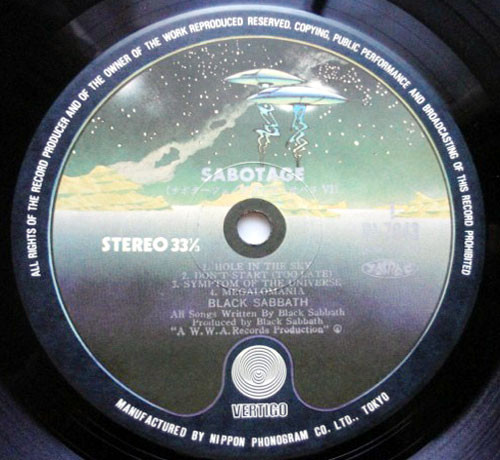 ALL RIGHTS OF THE RECORD PRODUCER AND OF THE OWNER OF THE WORK REPRODUCED RESERVED. COPYING, PUBLIC PERFORMANCE AND BROADCASTING OF THIS RECORD PROHIBITED
SABOTAGE
STEREO 33⅓
1. HOLE IN THE SKY
2. DON'T START (TOO LATE)
3. SYMPTOM OF THE UNIVERSE
4. MEGALOMANIA
BLACK SABBATH
All Songs Written By Black Sabbath
Produced by Black Sabbath
"A W.W.A. Records Production" Ⓟ
VERTIGO
MANUFACTURED BY NIPPON PHONOGRAM CO. LTD., TOKYO